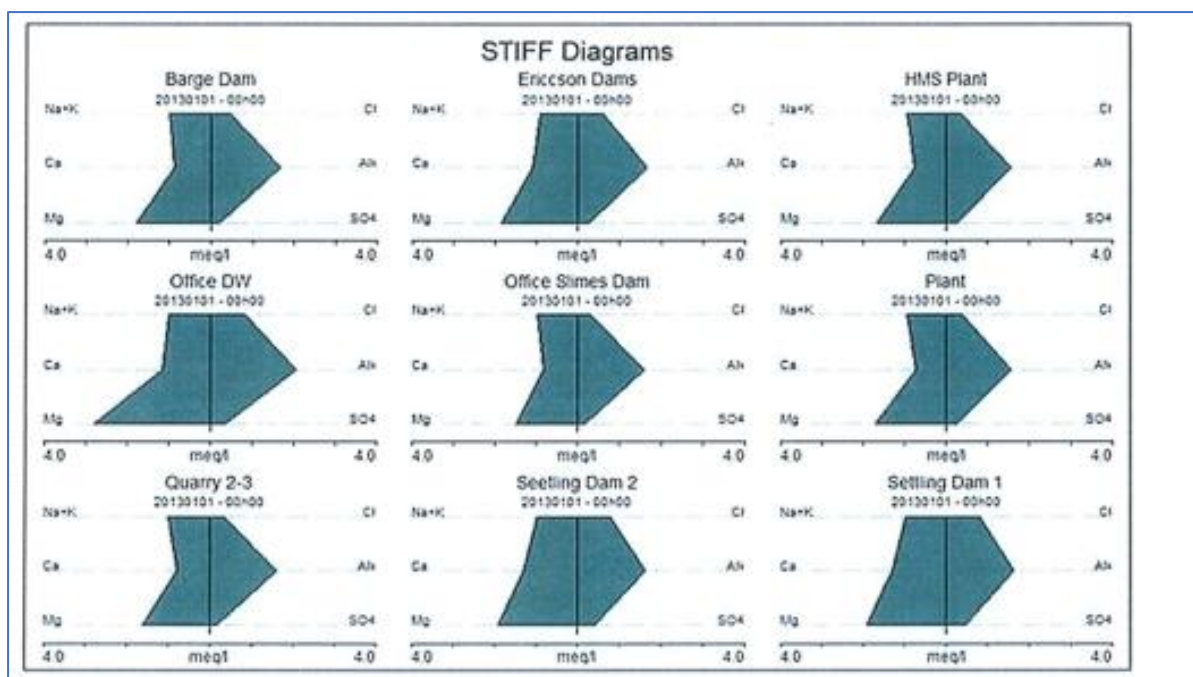 STIFF Diagrams
Barge Dam
20130101 - 00h00
Na+K Cl
Ca Alk
Mg SO4
4.0 meq/l 4.0
Ericcson Dams
20130101 - 00h00
Na+K Cl
Ca Alk
Mg SO4
4.0 meq/l 4.0
HMS Plant
20130101 - 00h00
Na+K Cl
Ca Alk
Mg SO4
4.0 meq/l 4.0
Office DW
20130101 - 00h00
Na+K Cl
Ca Alk
Mg SO4
4.0 meq/l 4.0
Office Slimes Dam
20130101 - 00h00
Na+K Cl
Ca Alk
Mg SO4
4.0 meq/l 4.0
Plant
20130101 - 00h00
Na+K Cl
Ca Alk
Mg SO4
4.0 meq/l 4.0
Quarry 2-3
20130101 - 00h00
Na+K Cl
Ca Alk
Mg SO4
4.0 meq/l 4.0
Seetling Dam 2
20130101 - 00h00
Na+K Cl
Ca Alk
Mg SO4
4.0 meq/l 4.0
Settling Dam 1
20130101 - 00h00
Na+K Cl
Ca Alk
Mg SO4
4.0 meq/l 4.0